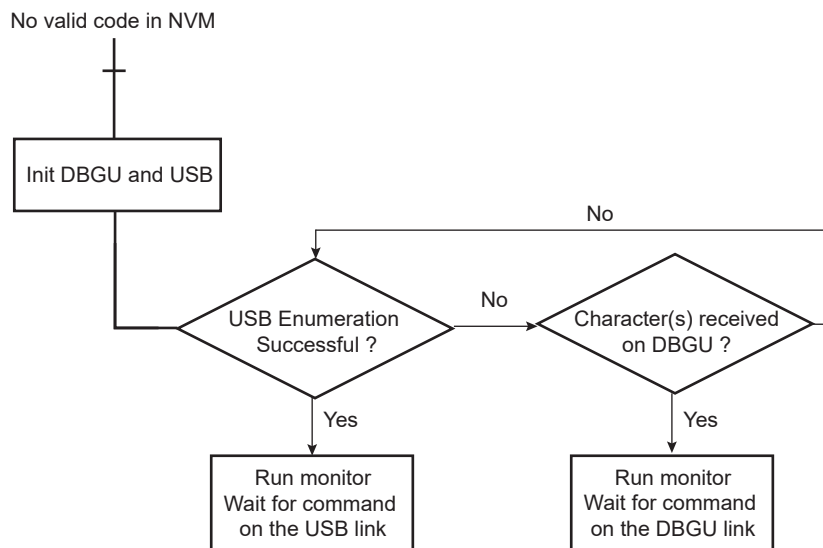 No valid code in NVM
Init DBGU and USB
No
USB Enumeration
Successful ?
No
Character(s) received
on DBGU ?
Yes
Yes
Run monitor
Wait for command
on the USB link
Run monitor
Wait for command
on the DBGU link